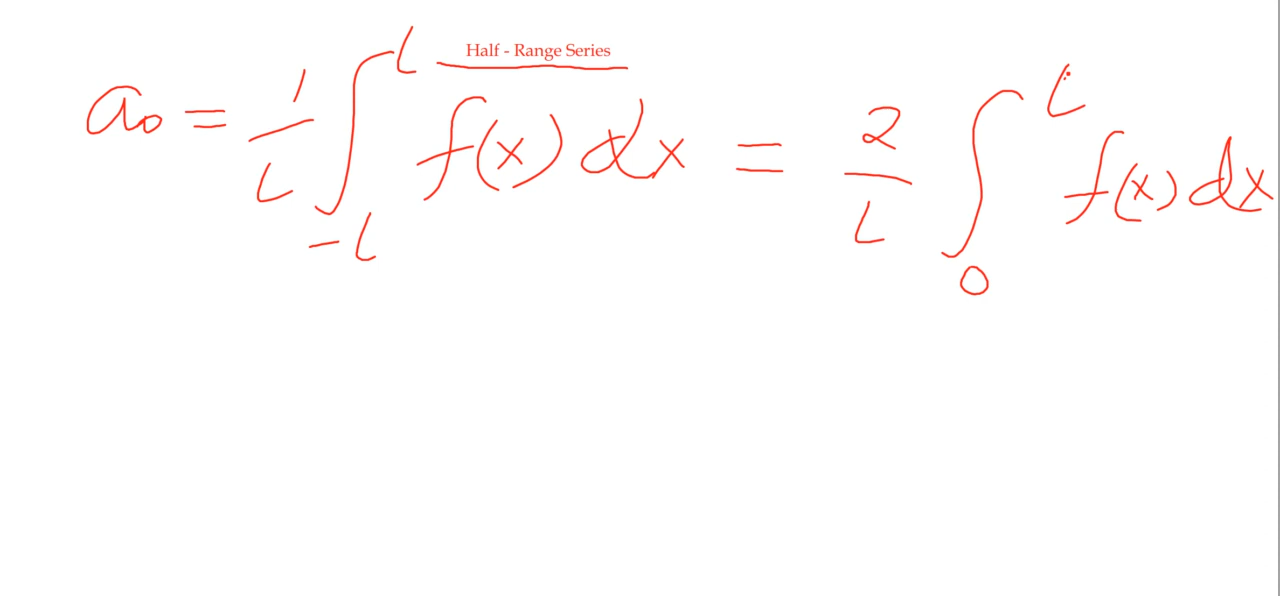 Half - Range Series
a₀ = 1/L ∫_{-L}^{L} f(x) dx = 2/L ∫_{0}^{L} f(x) dx